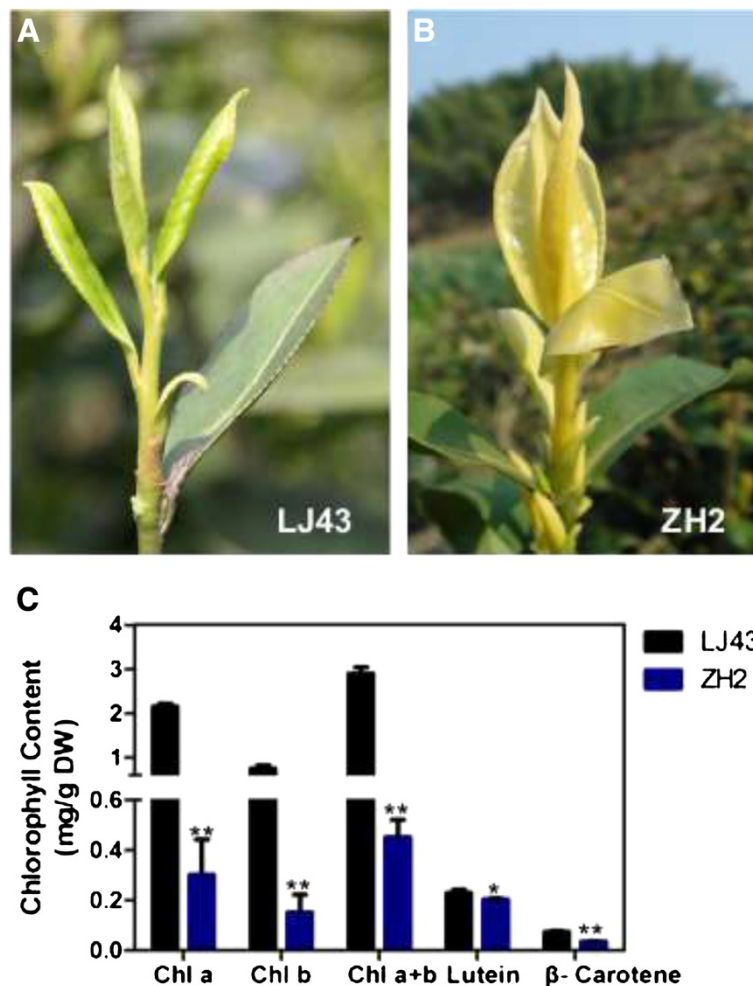 A
B
LJ43
ZH2
C
Chlorophyll Content
(mg/g DW)
4
3
2
1
0.6
0.4
0.2
0.0
**
**
**
*
**
Chl a
Chl b
Chl a+b
Lutein
β- Carotene
LJ43
ZH2